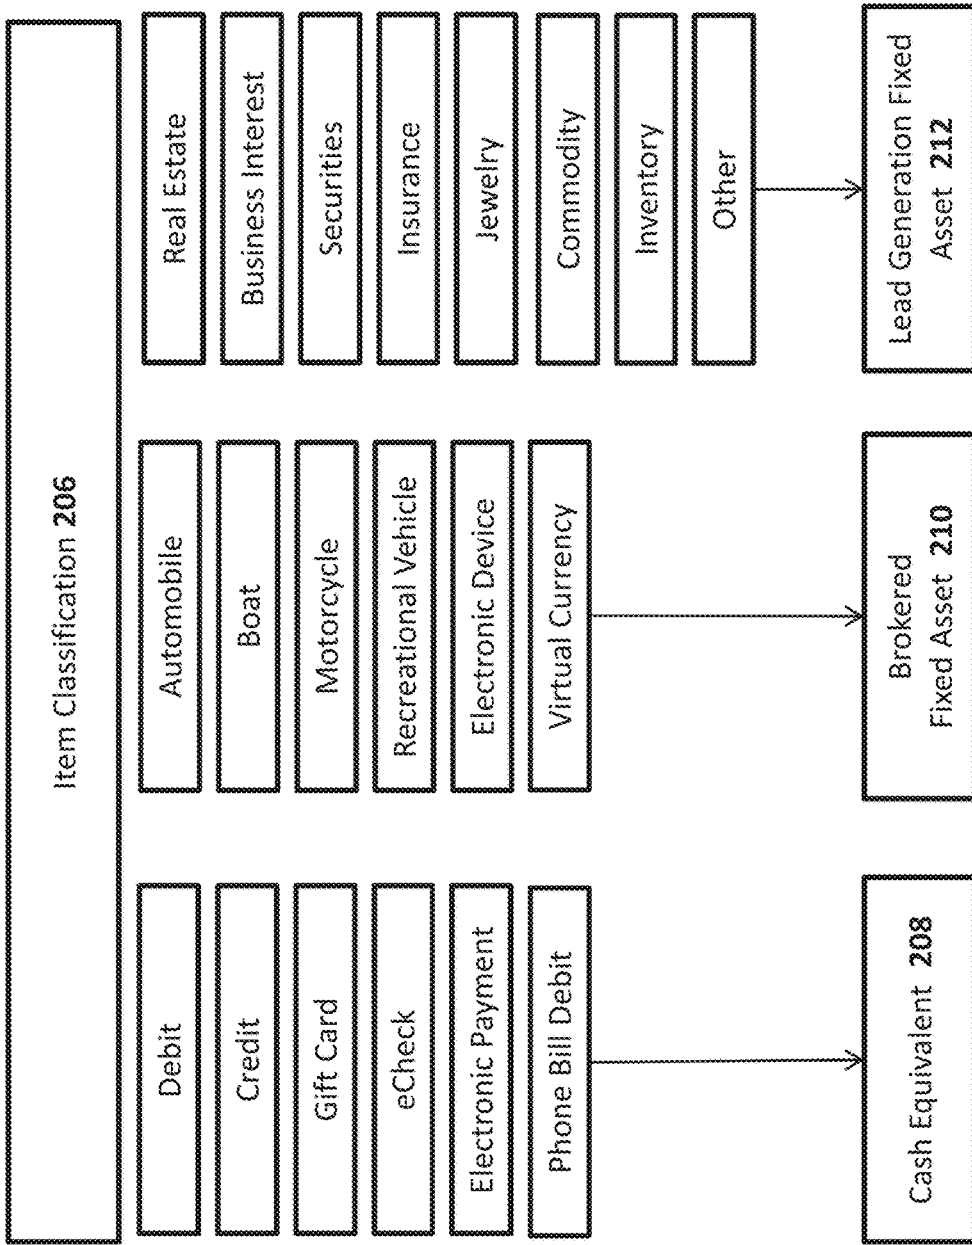 Item Classification 206
Debit
Credit
Gift Card
eCheck
Electronic Payment
Phone Bill Debit
Cash Equivalent 208
Automobile
Boat
Motorcycle
Recreational Vehicle
Electronic Device
Virtual Currency
Brokered
Fixed Asset 210
Real Estate
Business Interest
Securities
Insurance
Jewelry
Commodity
Inventory
Other
Lead Generation Fixed
Asset 212